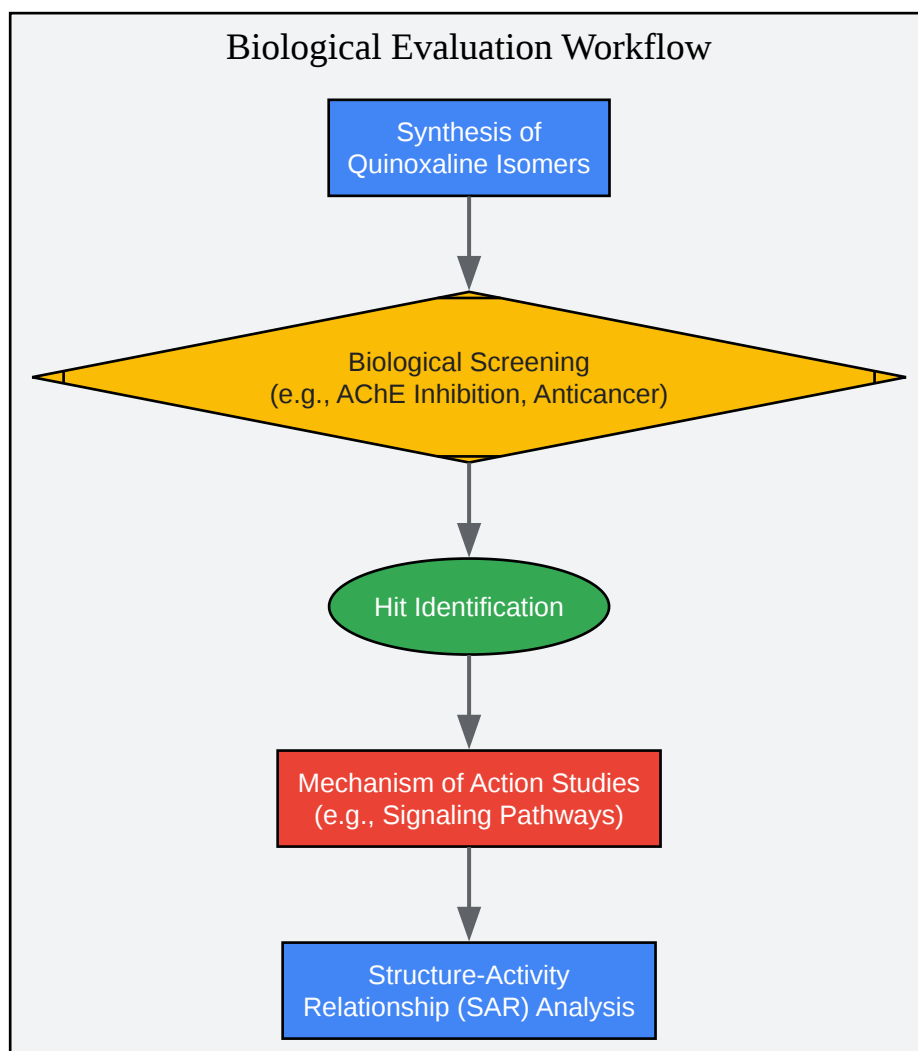 Biological Evaluation Workflow
Synthesis of
Quinoxaline Isomers
Biological Screening
(e.g., AChE Inhibition, Anticancer)
Hit Identification
Mechanism of Action Studies
(e.g., Signaling Pathways)
Structure-Activity
Relationship (SAR) Analysis